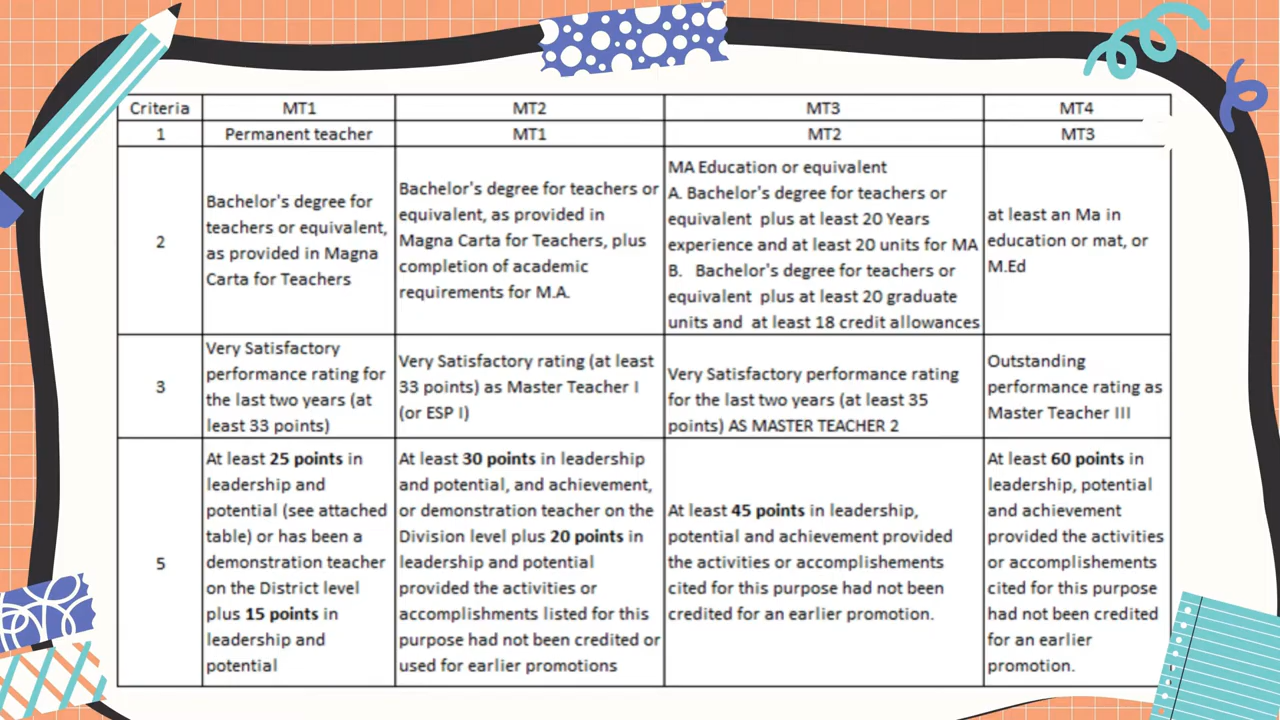 Criteria MT1 MT2 MT3 MT4
1 Permanent teacher MT1 MT2 MT3
2
Bachelor's degree for
teachers or equivalent,
as provided in Magna
Carta for Teachers
Bachelor's degree for teachers or
equivalent, as provided in
Magna Carta for Teachers, plus
completion of academic
requirements for M.A.
MA Education or equivalent
A. Bachelor's degree for teachers or
equivalent plus at least 20 Years
experience and at least 20 units for MA
B. Bachelor's degree for teachers or
equivalent plus at least 20 graduate
units and at least 18 credit allowances
at least an Ma in
education or mat, or
M.Ed
3
Very Satisfactory
performance rating for
the last two years (at
least 33 points)
Very Satisfactory rating (at least
33 points) as Master Teacher I
(or ESP I)
Very Satisfactory performance rating
for the last two years (at least 35
points) AS MASTER TEACHER 2
Outstanding
performance rating as
Master Teacher III
5
At least 25 points in
leadership and
potential (see attached
table) or has been a
demonstration teacher
on the District level
plus 15 points in
leadership and
potential
At least 30 points in leadership
and potential, and achievement,
or demonstration teacher on the
Division level plus 20 points in
leadership and potential
provided the activities or
accomplishments listed for this
purpose had not been credited or
used for earlier promotions
At least 45 points in leadership,
potential and achievement provided
the activities or accomplishements
cited for this purpose had not been
credited for an earlier promotion.
At least 60 points in
leadership, potential
and achievement
provided the activities
or accomplishements
cited for this purpose
had not been credited
for an earlier
promotion.